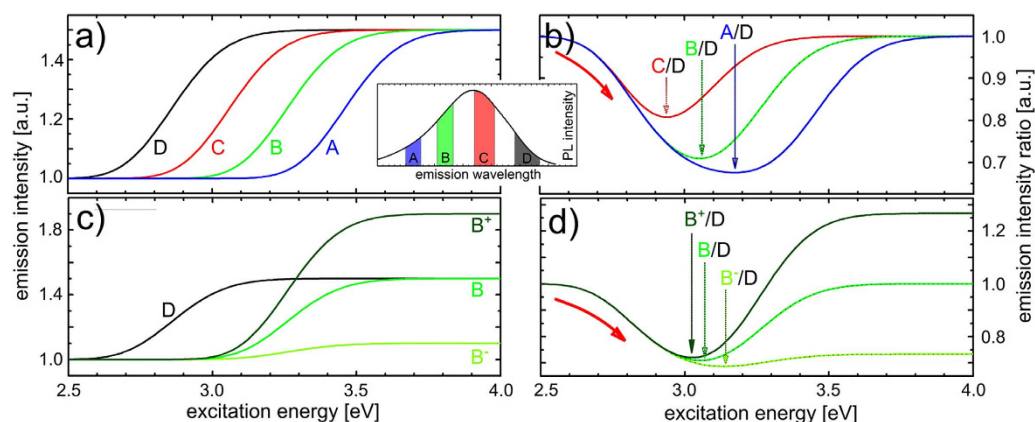 a)
emission intensity [a.u.]
1.4
1.2
1.0
D
C
B
A
A
B
C
D
PL intensity
emission wavelength
b)
C/D
B/D
A/D
1.0
0.9
0.8
0.7
emission intensity ratio [a.u.]
c)
1.8
1.4
1.0
D
B+
B
B-
2.5
3.0
3.5
4.0
excitation energy [eV]
d)
B+/D
B/D
B-/D
1.2
1.0
0.8
2.5
3.0
3.5
4.0
excitation energy [eV]